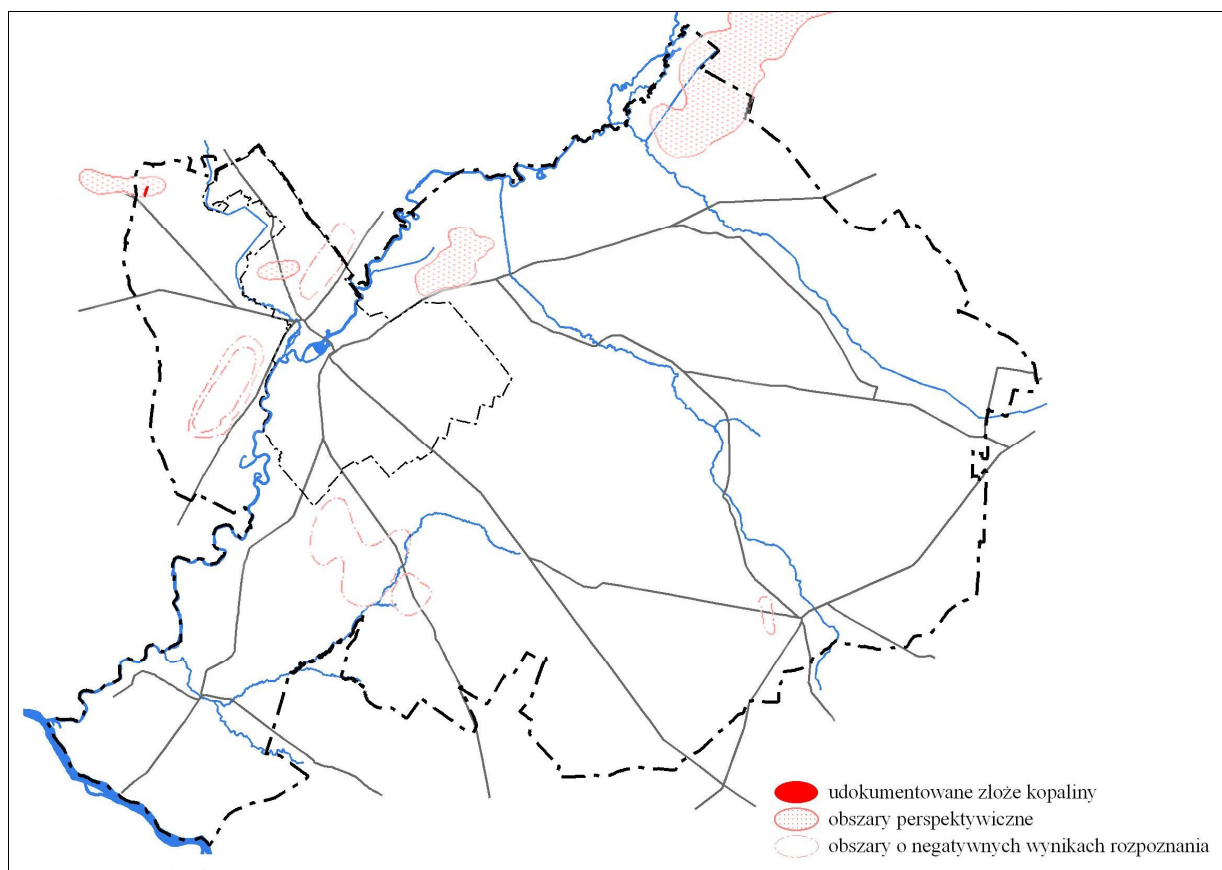 udokumentowane złoże kopaliny
obszary perspektywiczne
obszary o negatywnych wynikach rozpoznania